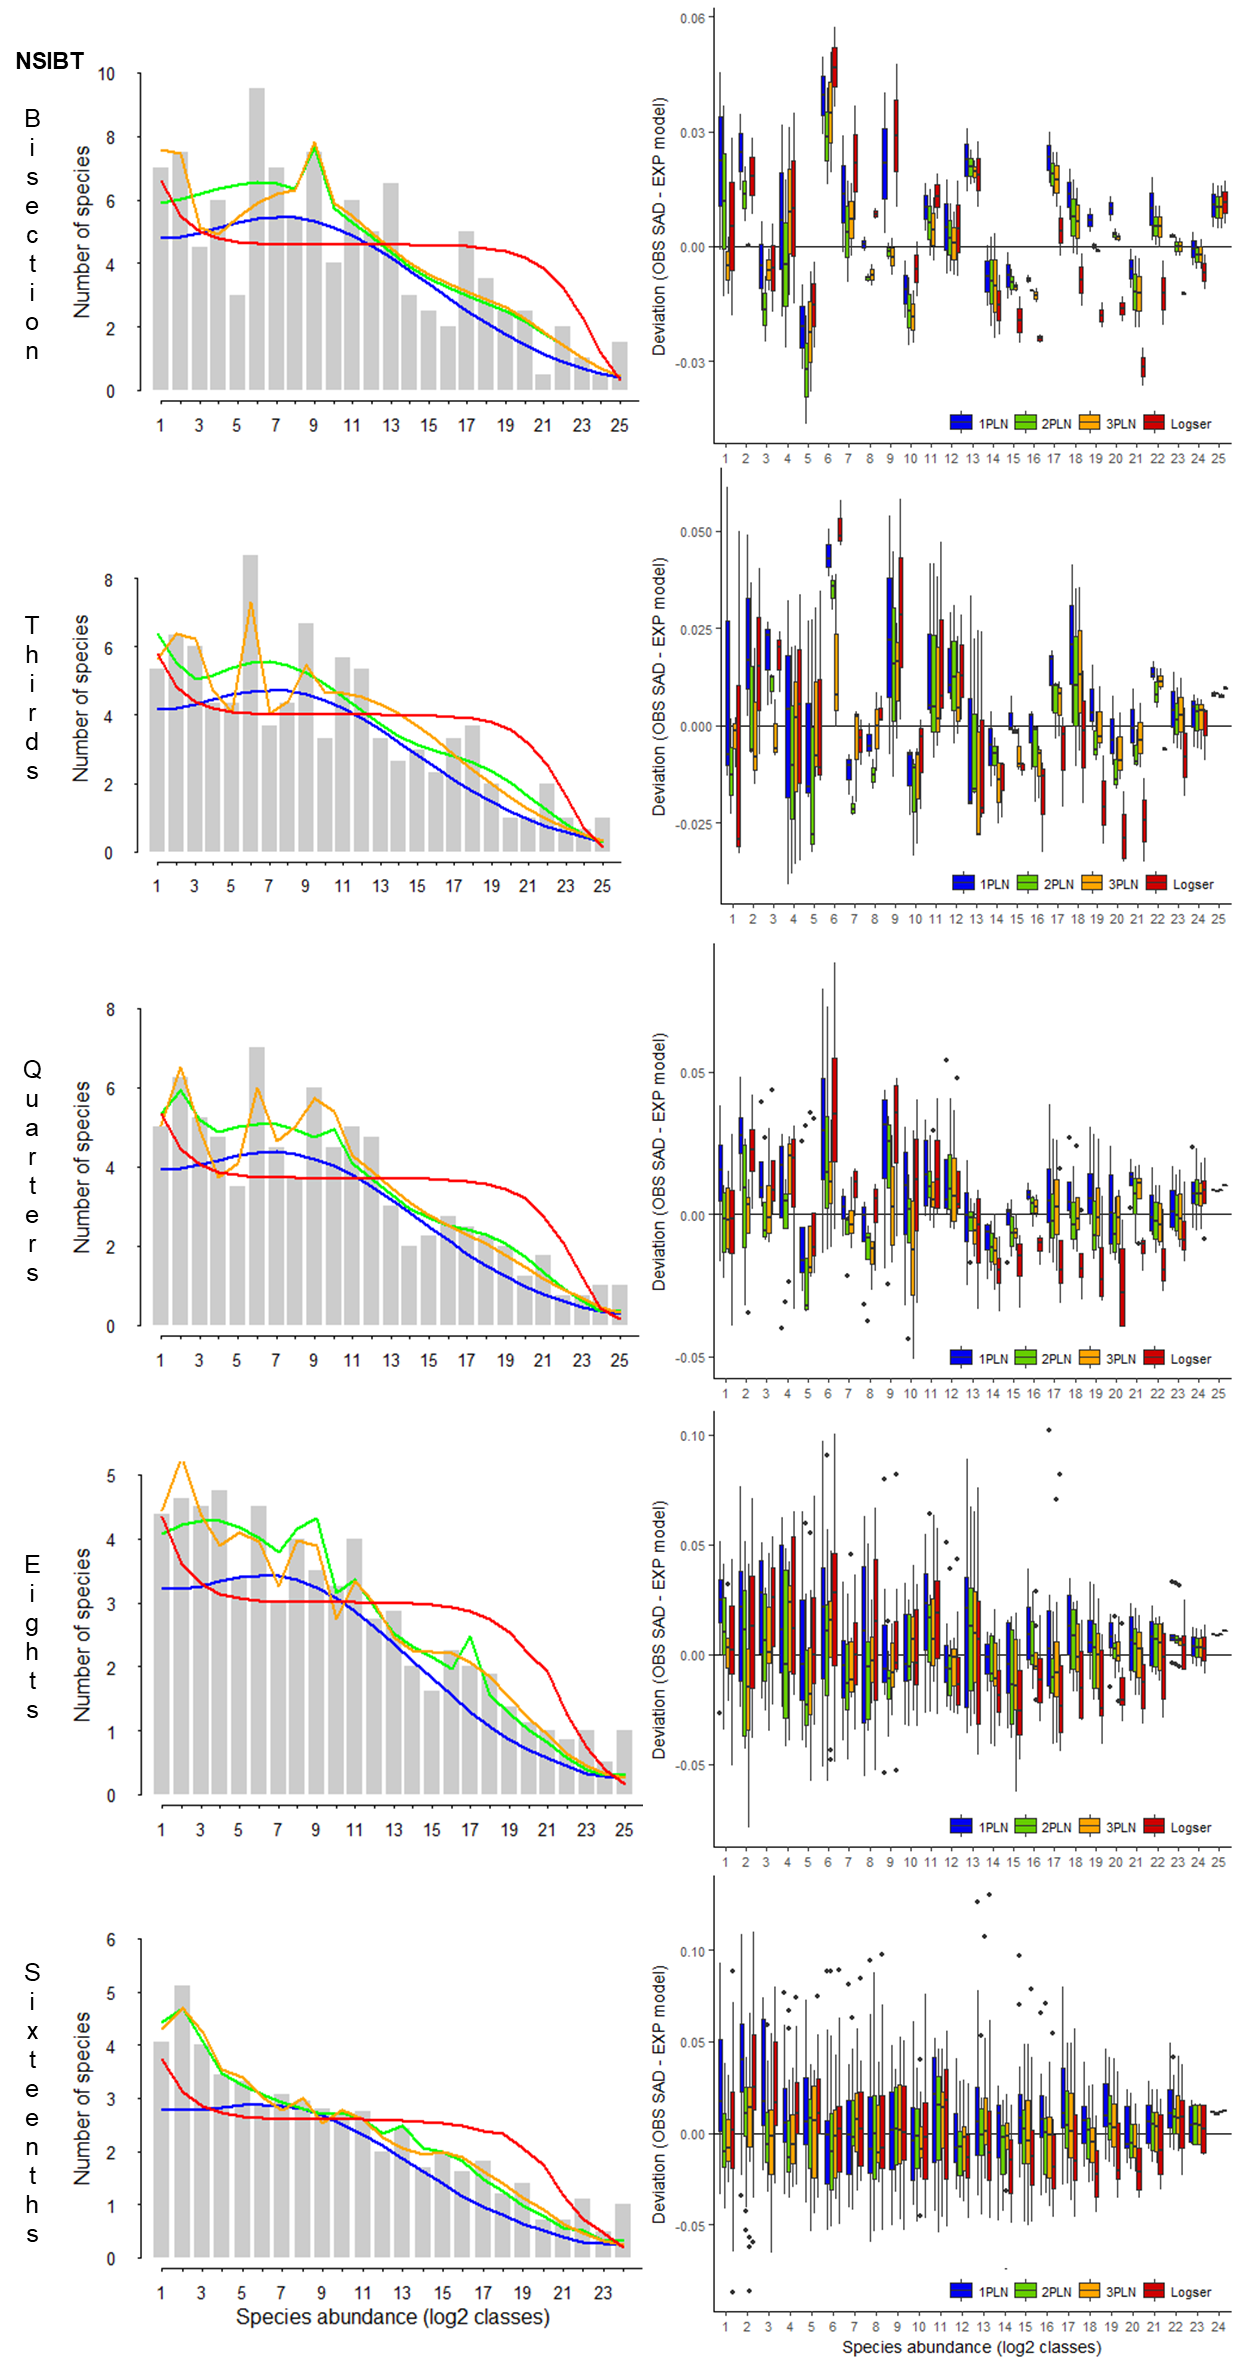 NSIBT
Bisection
Number of species
10
8
6
4
2
0
1 3 5 7 9 11 13 15 17 19 21 23 25
Deviation (OBS SAD - EXP model)
0.06
0.03
0.00
-0.03
1PLN 2PLN 3PLN Logser
1 2 3 4 5 6 7 8 9 10 11 12 13 14 15 16 17 18 19 20 21 22 23 24 25
Thirds
Number of species
8
6
4
2
0
1 3 5 7 9 11 13 15 17 19 21 23 25
Deviation (OBS SAD - EXP model)
0.050
0.025
0.000
-0.025
1PLN 2PLN 3PLN Logser
1 2 3 4 5 6 7 8 9 10 11 12 13 14 15 16 17 18 19 20 21 22 23 24 25
Quarters
Number of species
8
6
4
2
0
1 3 5 7 9 11 13 15 17 19 21 23 25
Deviation (OBS SAD - EXP model)
0.05
0.00
-0.05
1PLN 2PLN 3PLN Logser
1 2 3 4 5 6 7 8 9 10 11 12 13 14 15 16 17 18 19 20 21 22 23 24 25
Eights
Number of species
5
4
3
2
1
0
1 3 5 7 9 11 13 15 17 19 21 23 25
Deviation (OBS SAD - EXP model)
0.10
0.05
0.00
-0.05
1PLN 2PLN 3PLN Logser
1 2 3 4 5 6 7 8 9 10 11 12 13 14 15 16 17 18 19 20 21 22 23 24 25
Sixteenths
Number of species
6
5
4
3
2
1
0
1 3 5 7 9 11 13 15 17 19 21 23
Species abundance (log2 classes)
Deviation (OBS SAD - EXP model)
0.10
0.05
0.00
-0.05
1PLN 2PLN 3PLN Logser
1 2 3 4 5 6 7 8 9 10 11 12 13 14 15 16 17 18 19 20 21 22 23 24
Species abundance (log2 classes)